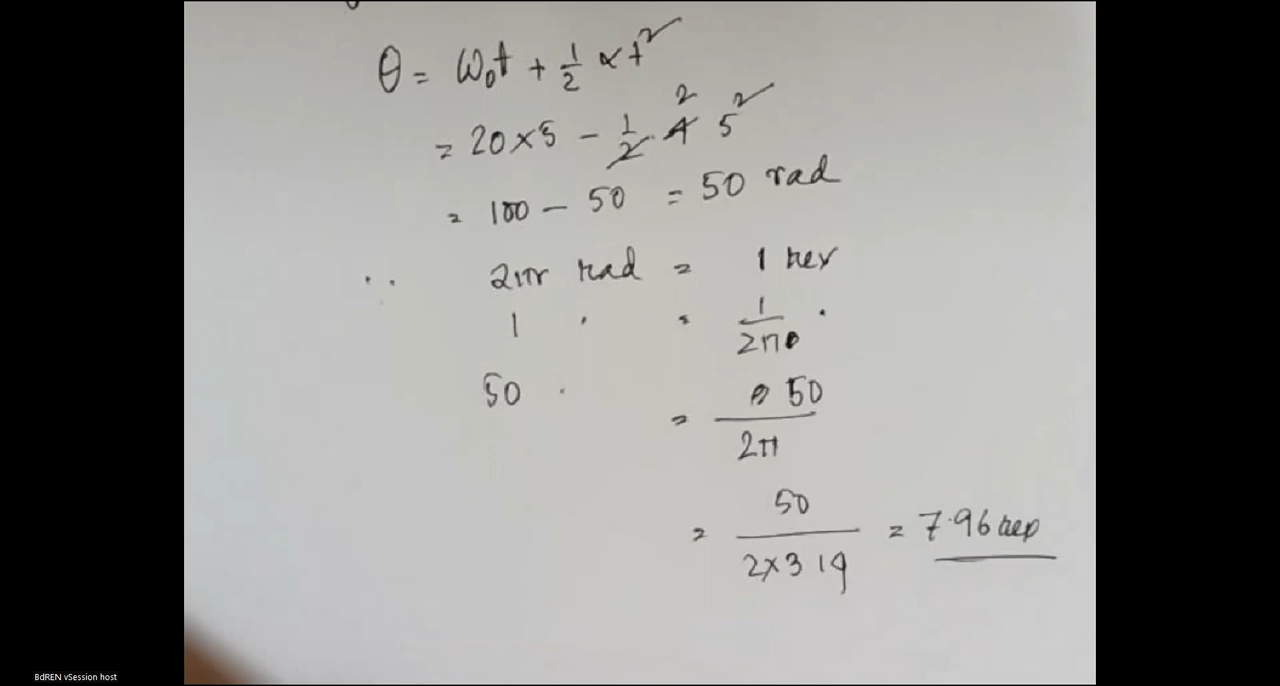 θ = ω₀t + 1/2 αt²
= 20×5 - 1/2 . 4 2 5²
= 100 - 50 = 50 rad
∴ 2π rad = 1 rev
1 " = 1/2π "
50 " = 50/2π
= 50/2×3.14 = 7.96 rev
BdREN vSession host